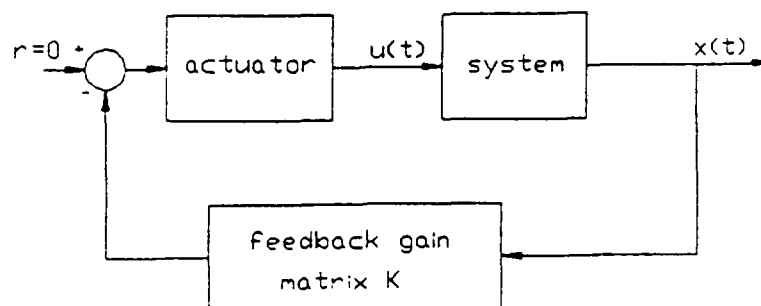 r=0 +
-
actuator
u(t)
system
x(t)
feedback gain
matrix K